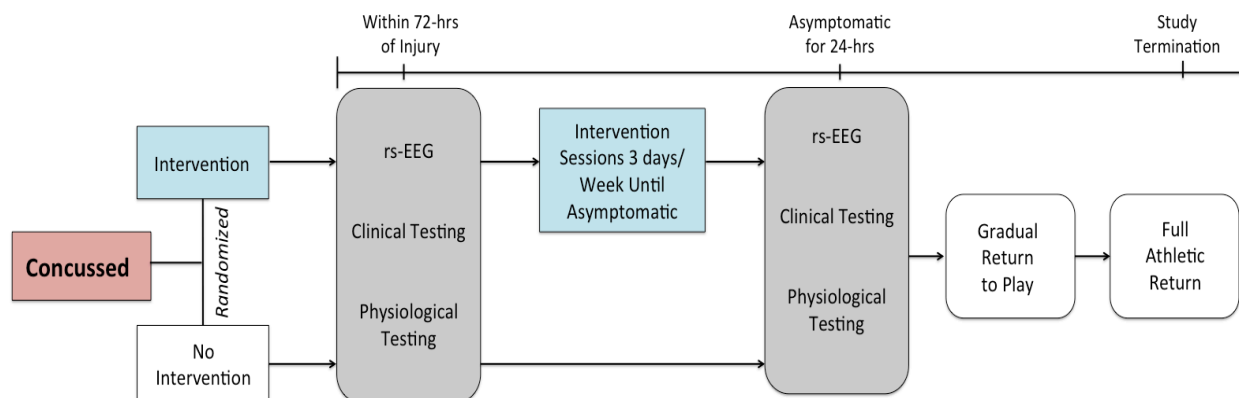 Within 72-hrs
of Injury
Asymptomatic
for 24-hrs
Study
Termination
Concussed
Randomized
Intervention
No
Intervention
rs-EEG
Clinical Testing
Physiological
Testing
Intervention
Sessions 3 days/
Week Until
Asymptomatic
rs-EEG
Clinical Testing
Physiological
Testing
Gradual
Return
to Play
Full
Athletic
Return